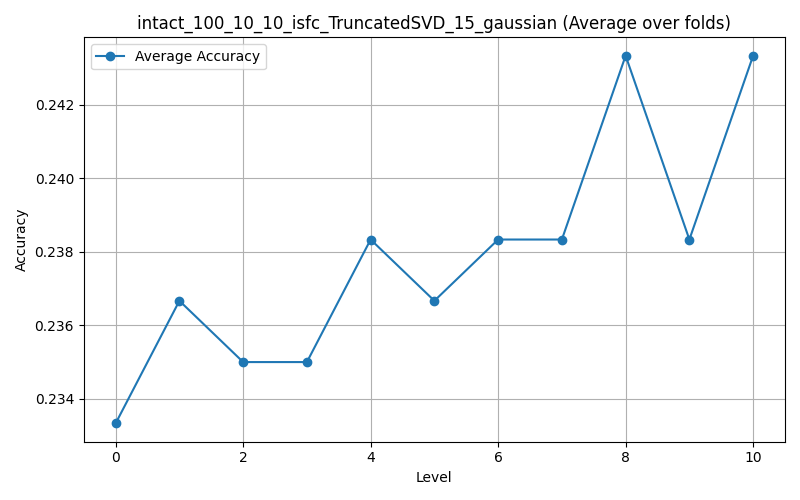 intact_100_10_10_isfc_TruncatedSVD_15_gaussian (Average over folds)
Average Accuracy
0.242
0.240
0.238
0.236
0.234
Accuracy
0 2 4 6 8 10
Level